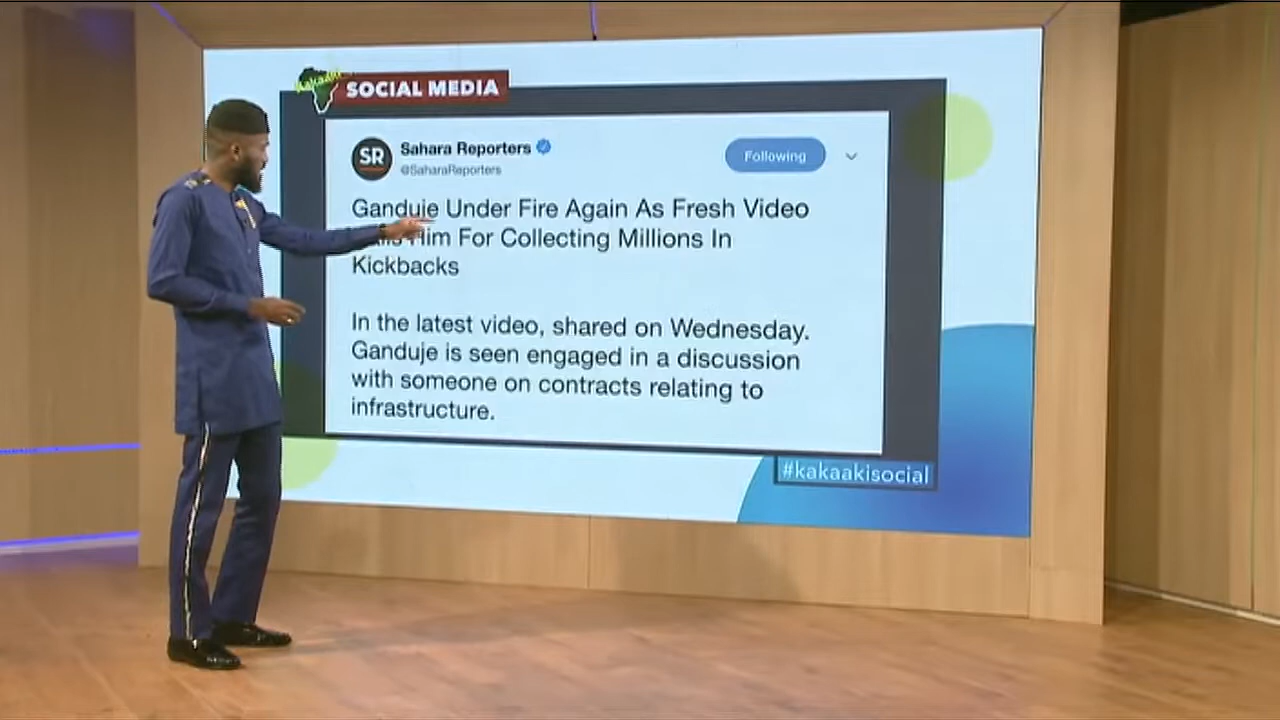 kakaaki
SOCIAL MEDIA
SR
Sahara Reporters
@SaharaReporters
Following
Ganduje Under Fire Again As Fresh Video
Him For Collecting Millions In
Kickbacks
In the latest video, shared on Wednesday.
Ganduje is seen engaged in a discussion
with someone on contracts relating to
infrastructure.
#kakaakisocial